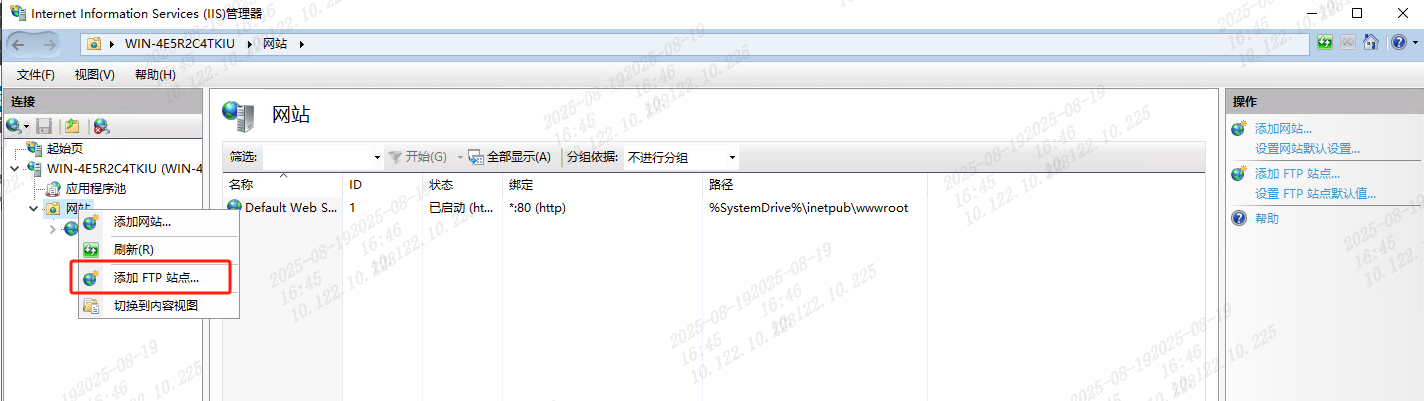 Internet Information Services (IIS)管理器
WIN-4E5R2C4TKIU 网站
文件(F) 视图(V) 帮助(H)
连接
起始页
WIN-4E5R2C4TKIU (WIN-4
应用程序池
网站
添加网站...
刷新(R)
添加 FTP 站点...
切换到内容视图
网站
筛选: 开始(G) 全部显示(A) 分组依据: 不进行分组
名称 ID 状态 绑定 路径
Default Web S... 1 已启动 (ht... *:80 (http) %SystemDrive%\inetpub\wwwroot
操作
添加网站...
设置网站默认设置...
添加 FTP 站点...
设置 FTP 站点默认值...
帮助
2025-08-19
16:45
10.122.10.225
2025-08-19
16:46
10.122.10.225